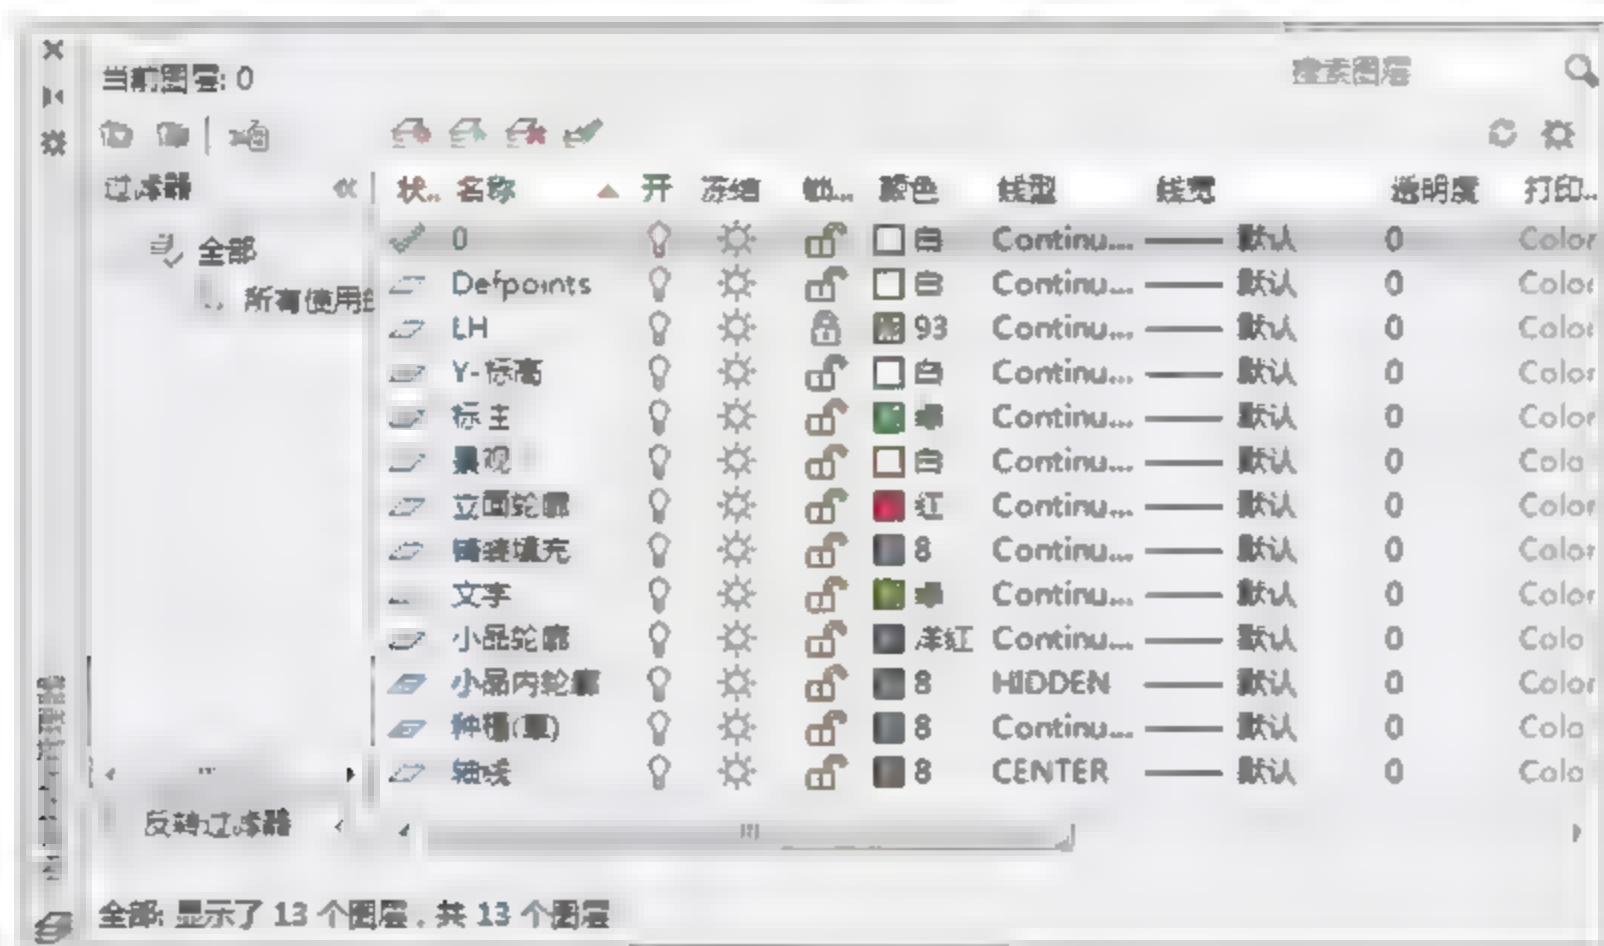 当前图层: 0
搜索图层
过滤器 状.. 名称 开 冻结 锁... 颜色 线型 线宽 透明度 打印...
全部
所有使用的
0 白 Continu... 默认 0 Color
Defpoints 白 Continu... 默认 0 Color
LH 93 Continu... 默认 0 Color
Y-标高 白 Continu... 默认 0 Color
标注 Continu... 默认 0 Color
景观 白 Continu... 默认 0 Colo
立面轮廓 红 Continu... 默认 0 Color
铺装填充 8 Continu... 默认 0 Color
文字 Continu... 默认 0 Color
小品轮廓 洋红 Continu... 默认 0 Colo
小品内轮廓 8 HIDDEN 默认 0 Color
种植(草) 8 Continu... 默认 0 Colo
轴线 8 CENTER 默认 0 Colo
反转过滤器
全部: 显示了 13 个图层，共 13 个图层